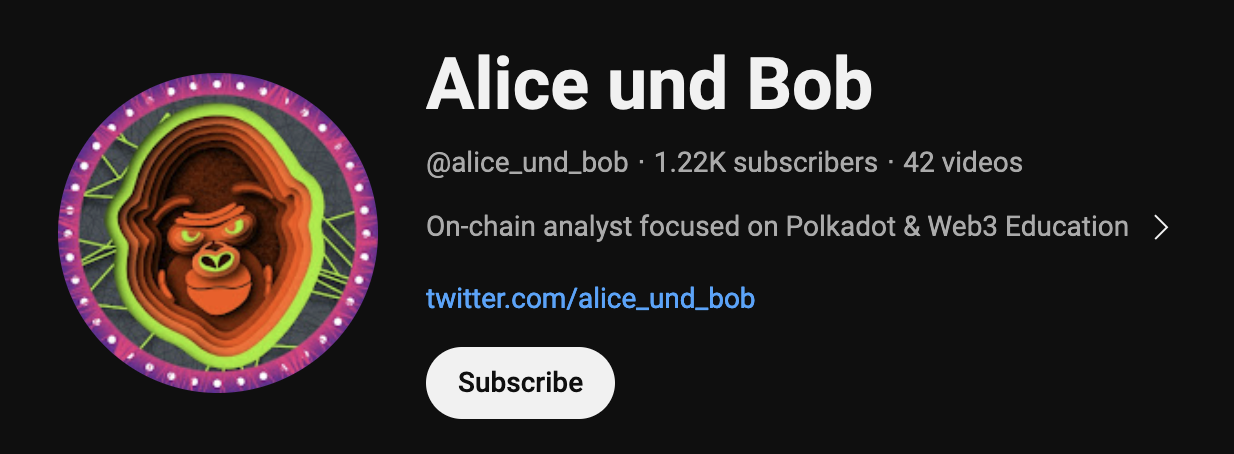 Alice und Bob
@alice_und_bob · 1.22K subscribers · 42 videos
On-chain analyst focused on Polkadot & Web3 Education
twitter.com/alice_und_bob
Subscribe